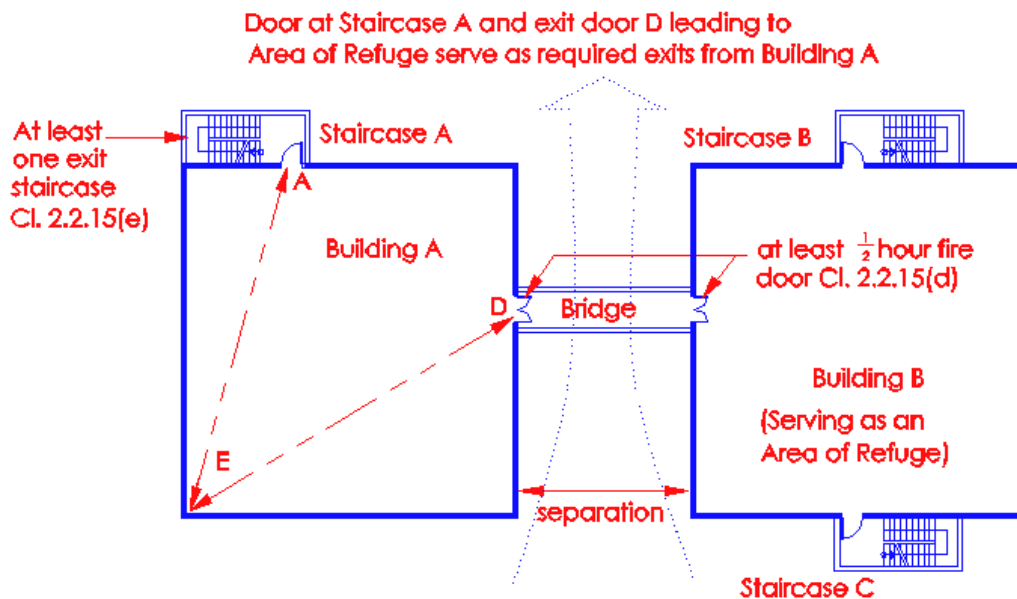 Door at Staircase A and exit door D leading to
Area of Refuge serve as required exits from Building A
At least
one exit
staircase
Cl. 2.2.15(e)
Staircase A
A
Building A
D
E
Bridge
separation
Staircase B
at least ½ hour fire
door Cl. 2.2.15(d)
Building B
(Serving as an
Area of Refuge)
Staircase C